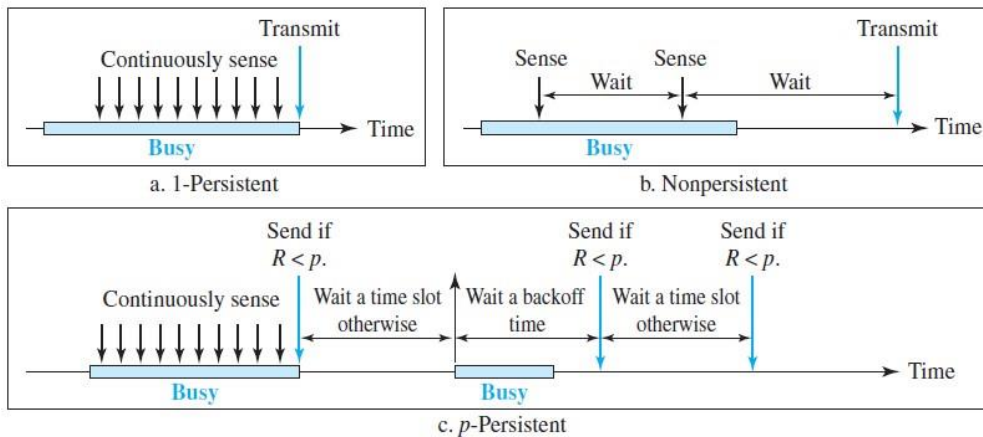 Transmit
Continuously sense
Time
Busy
a. 1-Persistent
Transmit
Sense
Sense
Wait
Wait
Time
Busy
b. Nonpersistent
Send if
R < p.
Send if
R < p.
Send if
R < p.
Continuously sense
Wait a time slot
otherwise
Wait a backoff
time
Wait a time slot
otherwise
Time
Busy
Busy
c. p-Persistent